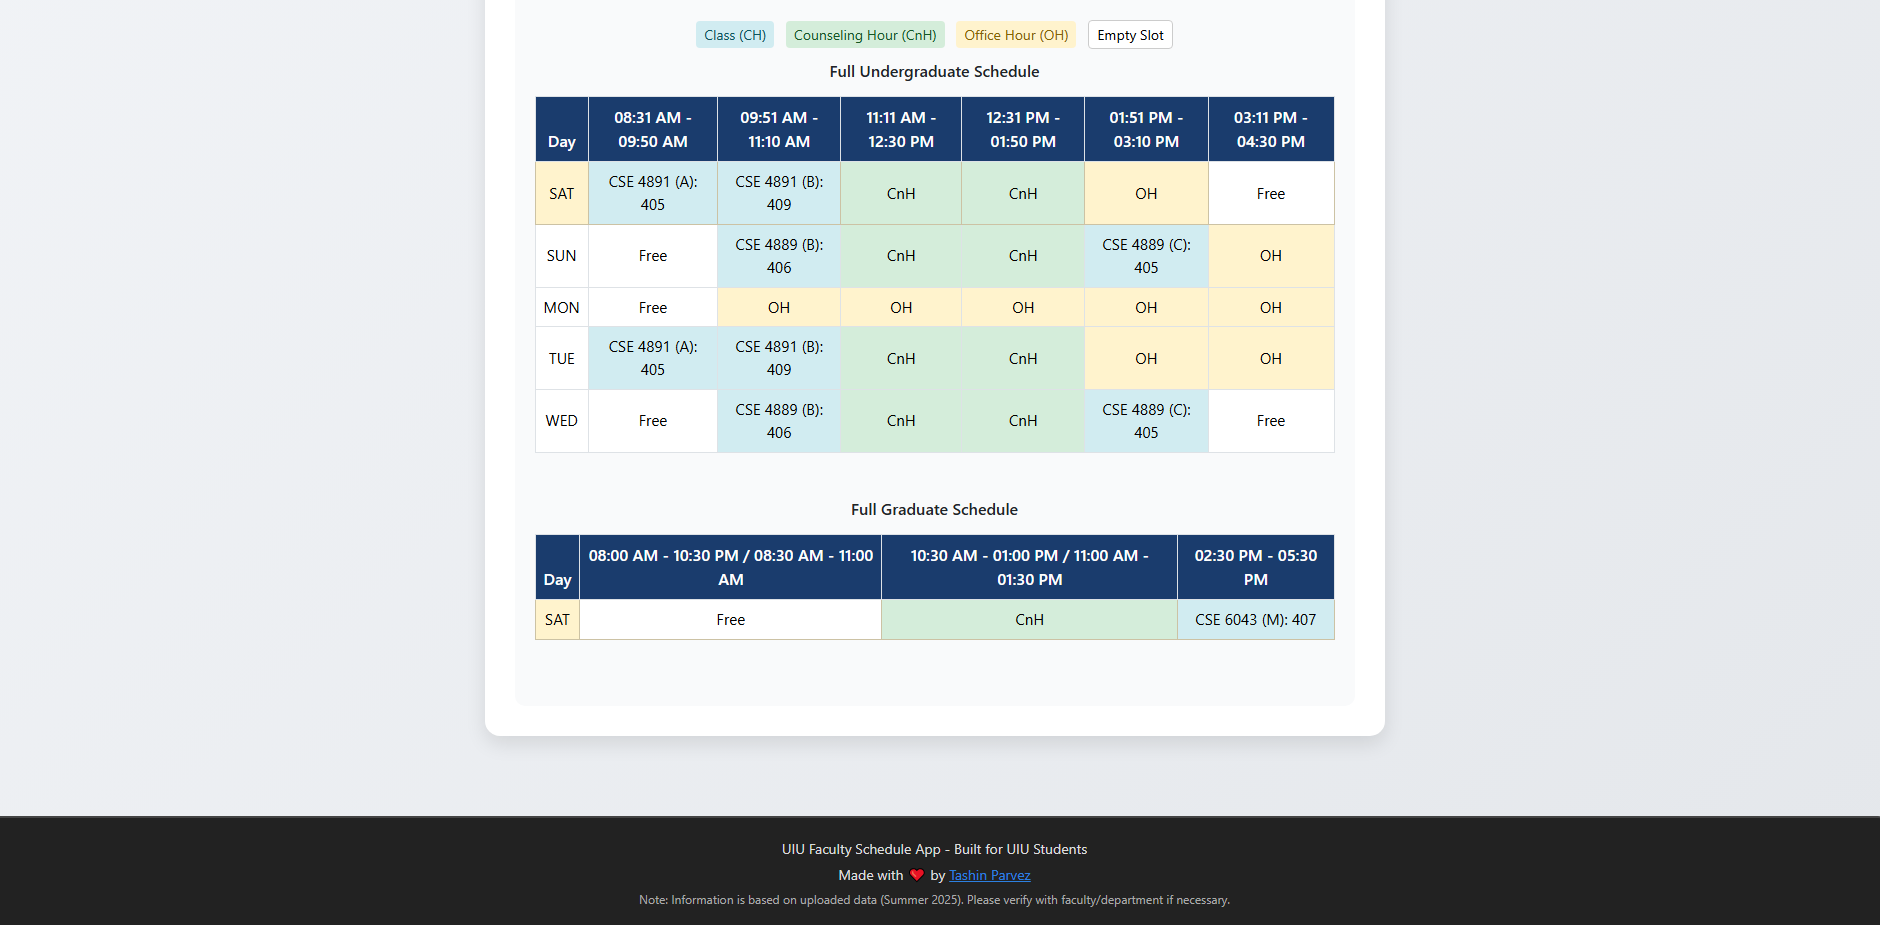 Class (CH) Counseling Hour (CnH) Office Hour (OH) Empty Slot
Full Undergraduate Schedule
Day 08:31 AM - 09:50 AM 09:51 AM - 11:10 AM 11:11 AM - 12:30 PM 12:31 PM - 01:50 PM 01:51 PM - 03:10 PM 03:11 PM - 04:30 PM
SAT CSE 4891 (A): 405 CSE 4891 (B): 409 CnH CnH OH Free
SUN Free CSE 4889 (B): 406 CnH CnH CSE 4889 (C): 405 OH
MON Free OH OH OH OH OH
TUE CSE 4891 (A): 405 CSE 4891 (B): 409 CnH CnH OH OH
WED Free CSE 4889 (B): 406 CnH CnH CSE 4889 (C): 405 Free
Full Graduate Schedule
Day 08:00 AM - 10:30 PM / 08:30 AM - 11:00 AM 10:30 AM - 01:00 PM / 11:00 AM - 01:30 PM 02:30 PM - 05:30 PM
SAT Free CnH CSE 6043 (M): 407
UIU Faculty Schedule App - Built for UIU Students
Made with ❤️ by Tashin Parvez
Note: Information is based on uploaded data (Summer 2025). Please verify with faculty/department if necessary.